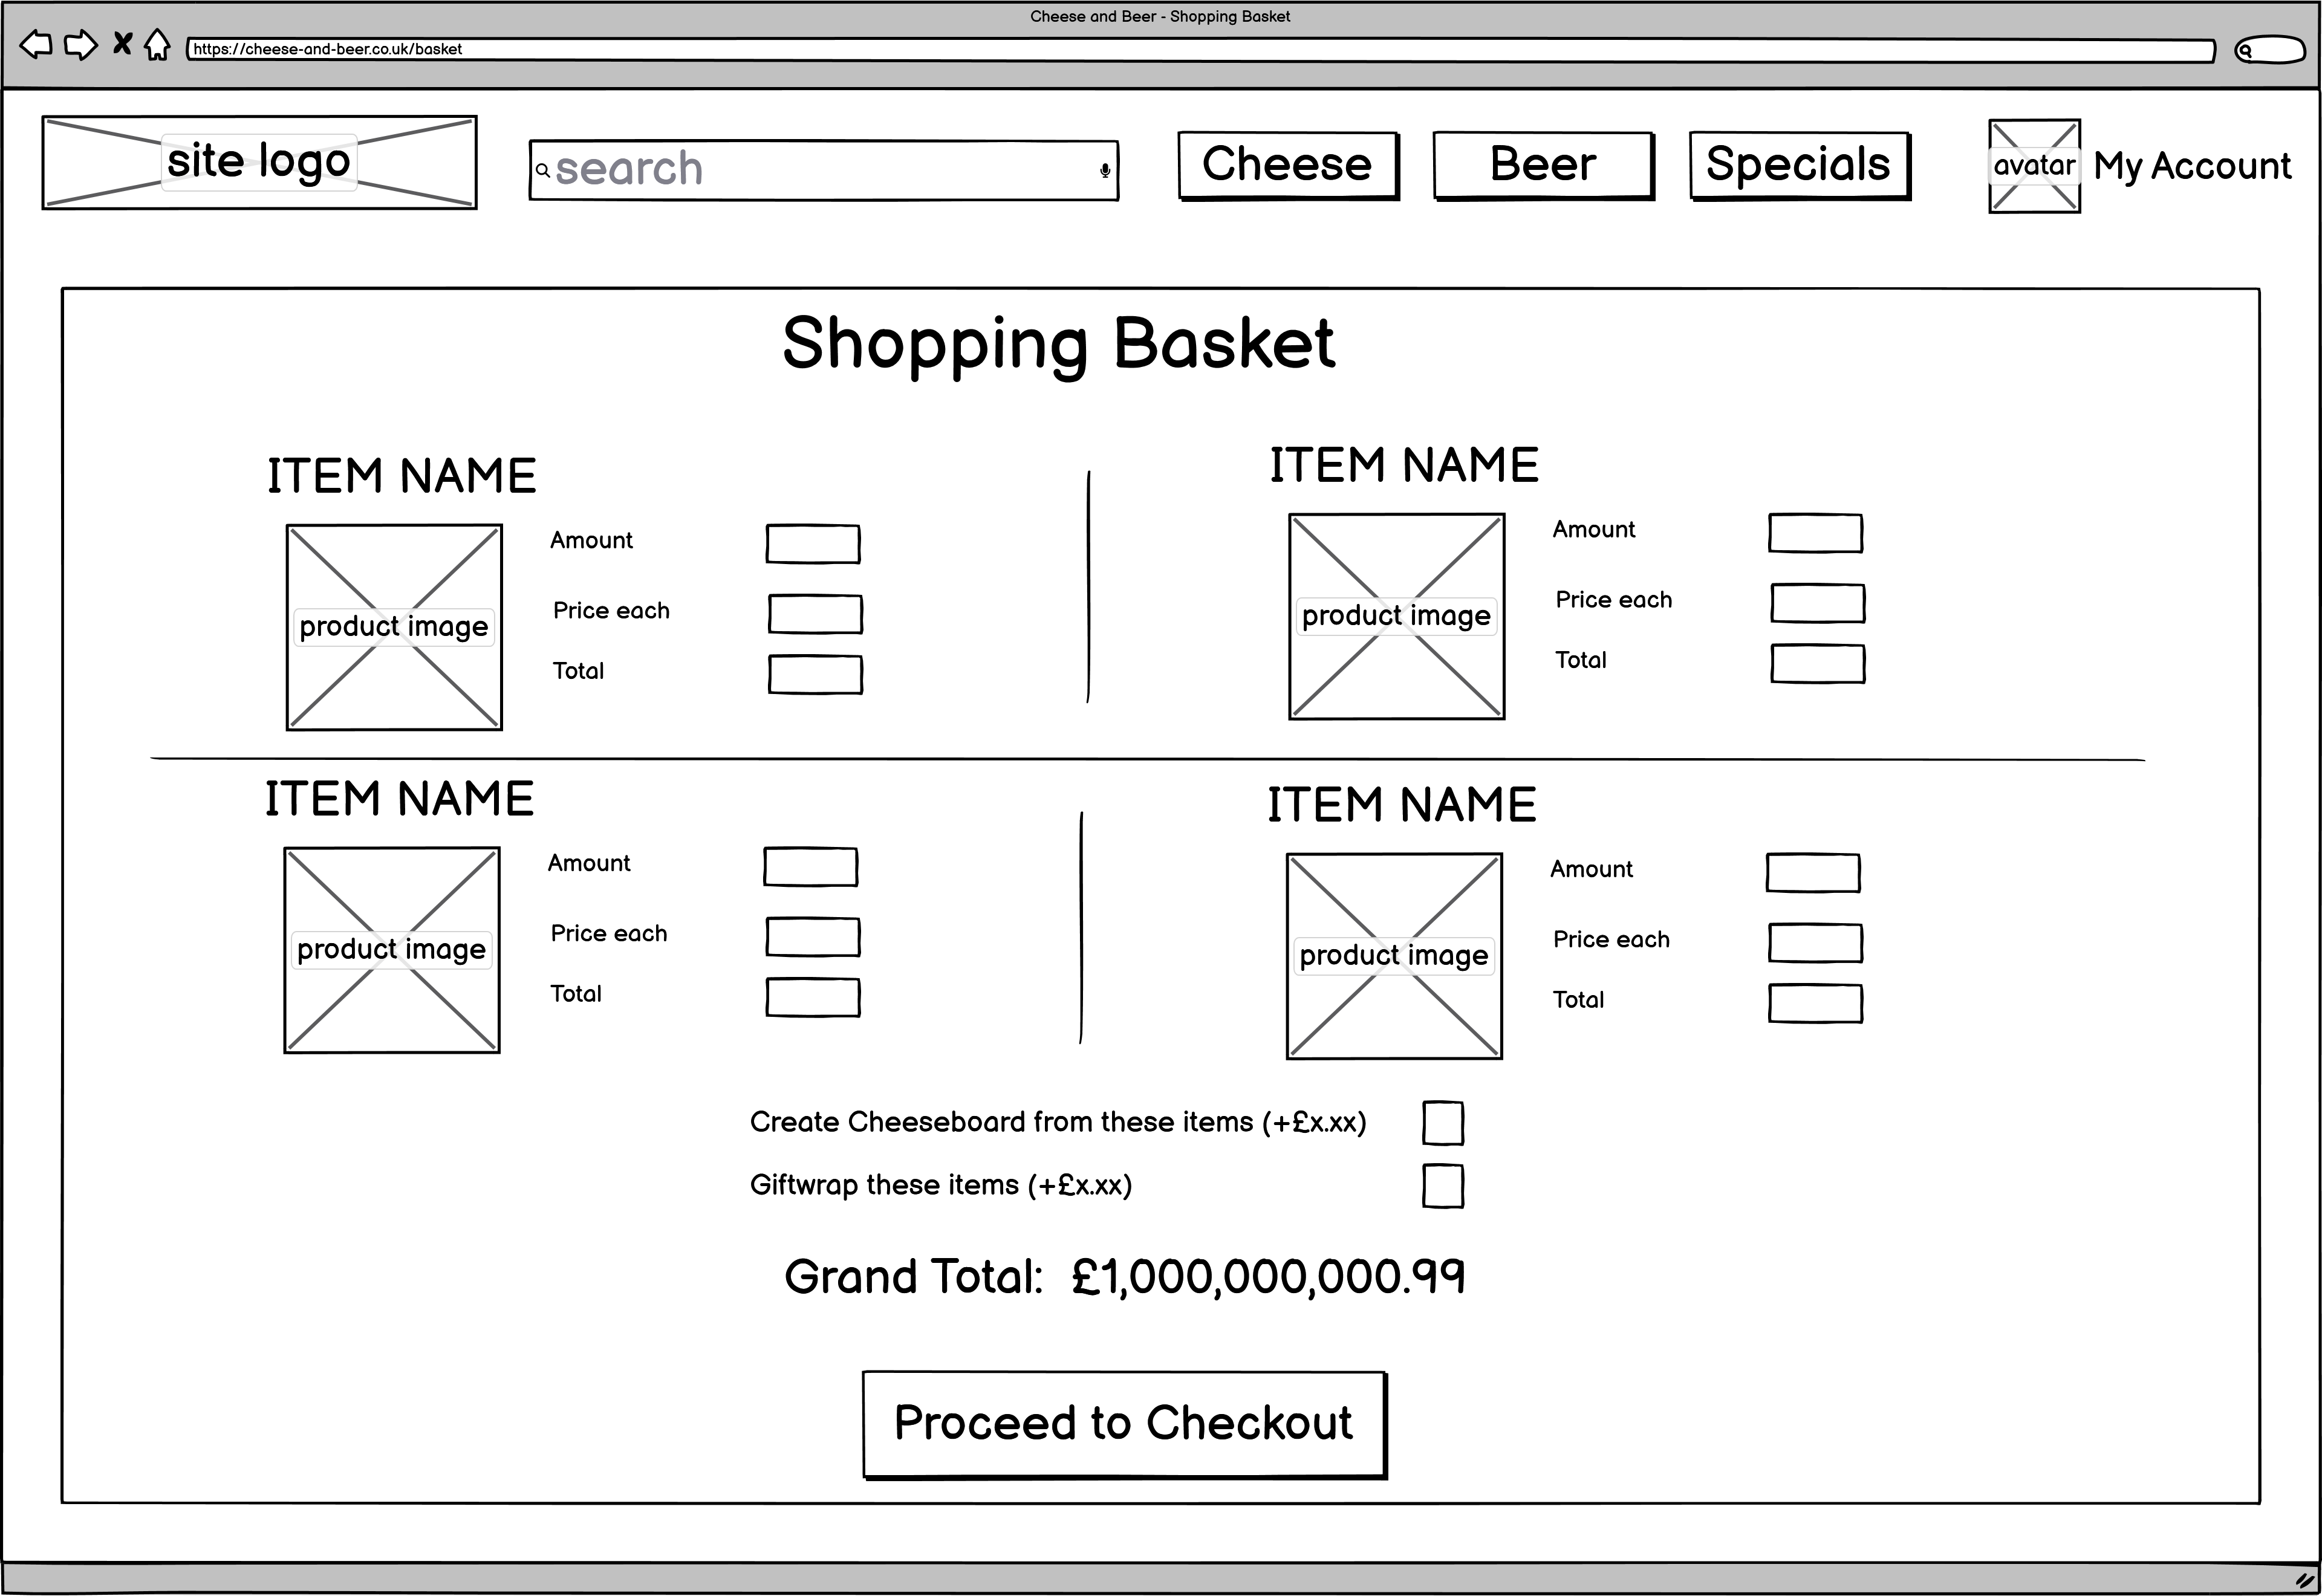 Cheese and Beer - Shopping Basket
https://cheese-and-beer.co.uk/basket
site logo
search
Cheese
Beer
Specials
avatar
My Account
Shopping Basket
ITEM NAME
product image
Amount
Price each
Total
ITEM NAME
product image
Amount
Price each
Total
ITEM NAME
product image
Amount
Price each
Total
ITEM NAME
product image
Amount
Price each
Total
Create Cheeseboard from these items (+£x.xx)
Giftwrap these items (+£x.xx)
Grand Total: £1,000,000,000.99
Proceed to Checkout